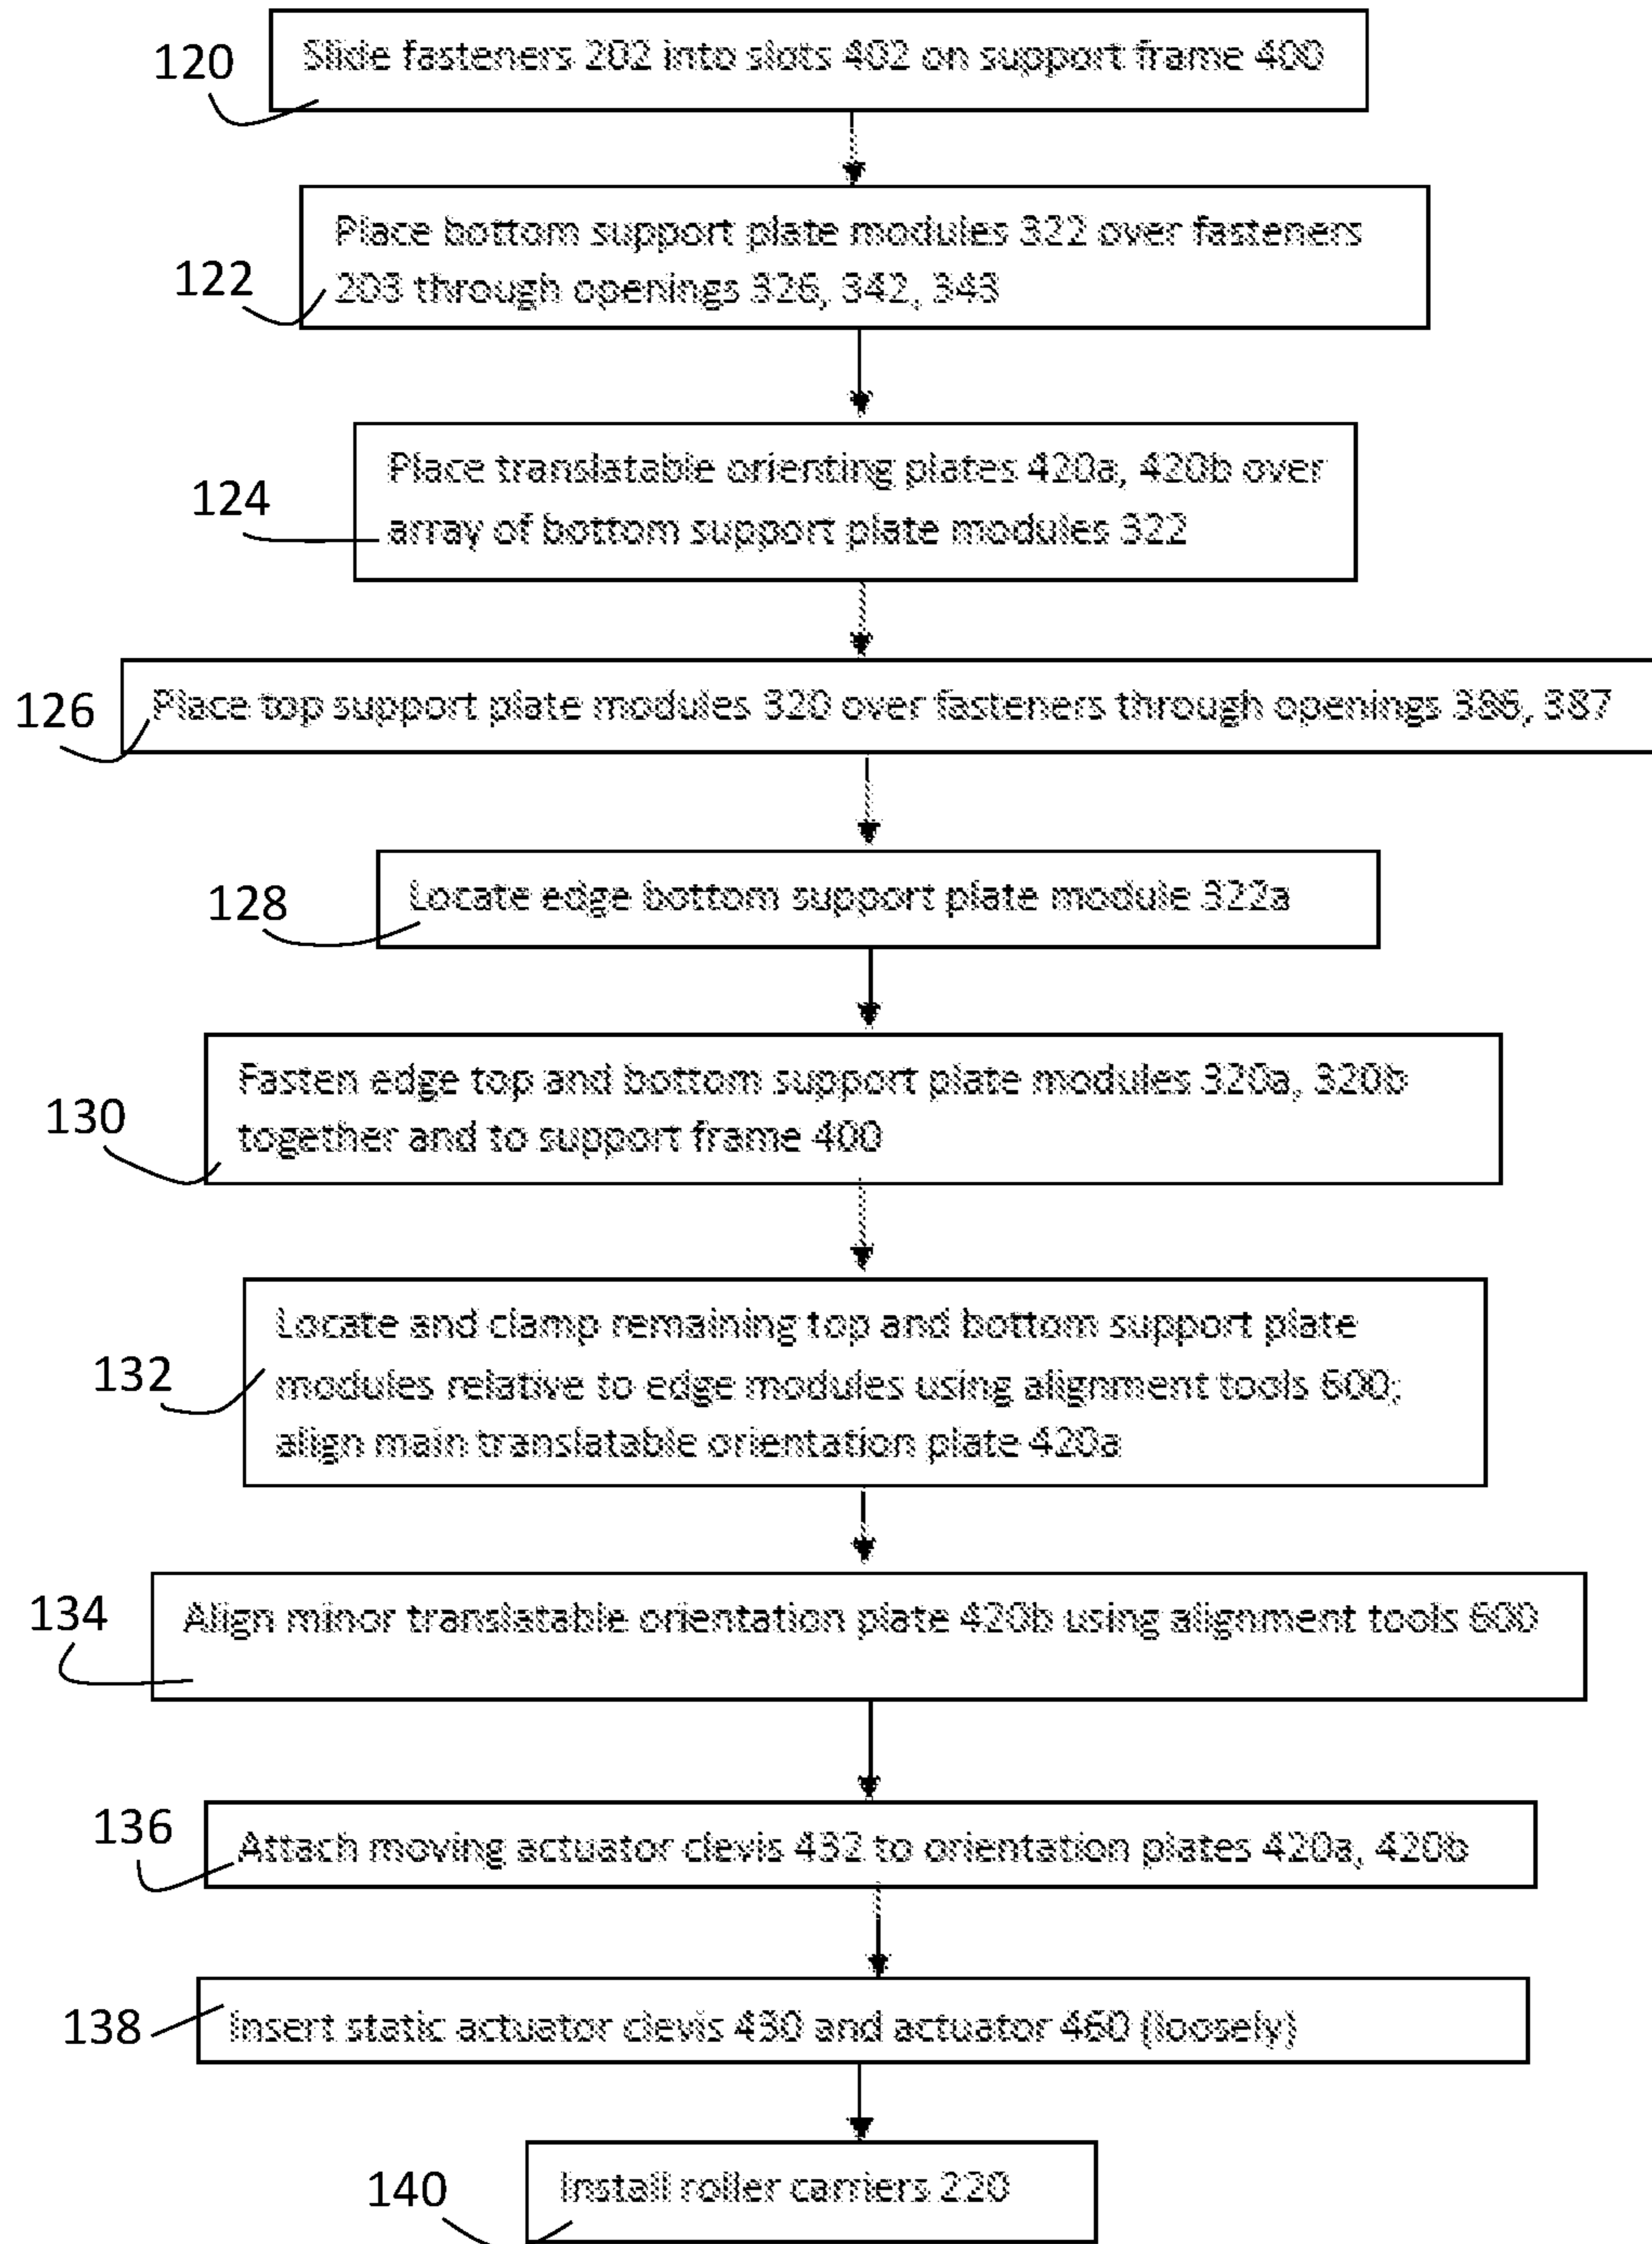 120
Slide fasteners 202 into slots 402 on support frame 400
122
Place bottom support plate modules 322 over fasteners
203 through openings 326, 342, 343
124
Place translatable orienting plates 420a, 420b over
array of bottom support plate modules 322
126
Place top support plate modules 320 over fasteners through openings 386, 387
128
Locate edge bottom support plate module 322a
130
Fasten edge top and bottom support plate modules 320a, 320b
together and to support frame 400
132
Locate and clamp remaining top and bottom support plate
modules relative to edge modules using alignment tools 600;
align main translatable orientation plate 420a
134
Align minor translatable orientation plate 420b using alignment tools 600
136
Attach moving actuator clevis 432 to orientation plates 420a, 420b
138
Insert static actuator clevis 430 and actuator 460 (loosely)
140
Install roller carriers 220